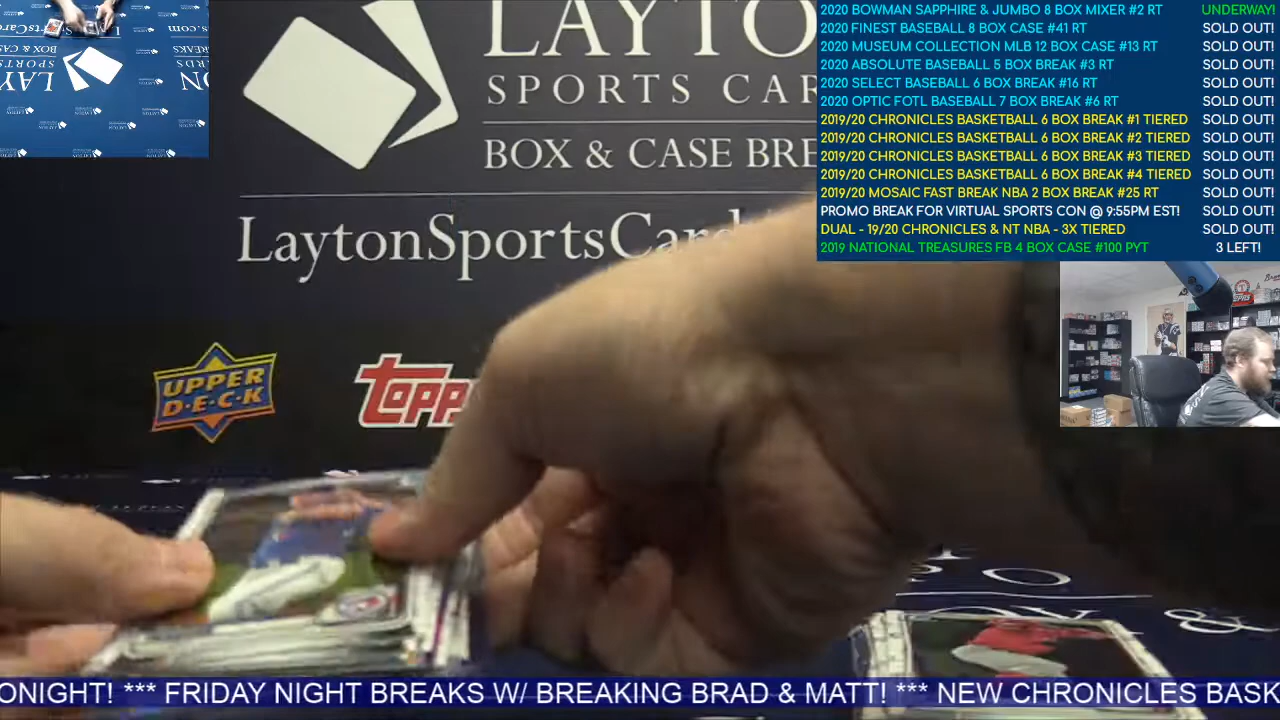 LAYTO
SPORTS CAR
BOX & CASE BRE
LaytonSportsCard
UPPER
D·E·C·K
TOPP
2020 BOWMAN SAPPHIRE & JUMBO 8 BOX MIXER #2 RT UNDERWAY!
2020 FINEST BASEBALL 8 BOX CASE #41 RT SOLD OUT!
2020 MUSEUM COLLECTION MLB 12 BOX CASE #13 RT SOLD OUT!
2020 ABSOLUTE BASEBALL 5 BOX BREAK #3 RT SOLD OUT!
2020 SELECT BASEBALL 6 BOX BREAK #16 RT SOLD OUT!
2020 OPTIC FOTL BASEBALL 7 BOX BREAK #6 RT SOLD OUT!
2019/20 CHRONICLES BASKETBALL 6 BOX BREAK #1 TIERED SOLD OUT!
2019/20 CHRONICLES BASKETBALL 6 BOX BREAK #2 TIERED SOLD OUT!
2019/20 CHRONICLES BASKETBALL 6 BOX BREAK #3 TIERED SOLD OUT!
2019/20 CHRONICLES BASKETBALL 6 BOX BREAK #4 TIERED SOLD OUT!
2019/20 MOSAIC FAST BREAK NBA 2 BOX BREAK #25 RT SOLD OUT!
PROMO BREAK FOR VIRTUAL SPORTS CON @ 9:55PM EST! SOLD OUT!
DUAL - 19/20 CHRONICLES & NT NBA - 3X TIERED SOLD OUT!
2019 NATIONAL TREASURES FB 4 BOX CASE #100 PYT 3 LEFT!
ONIGHT! *** FRIDAY NIGHT BREAKS W/ BREAKING BRAD & MATT! *** NEW CHRONICLES BASK